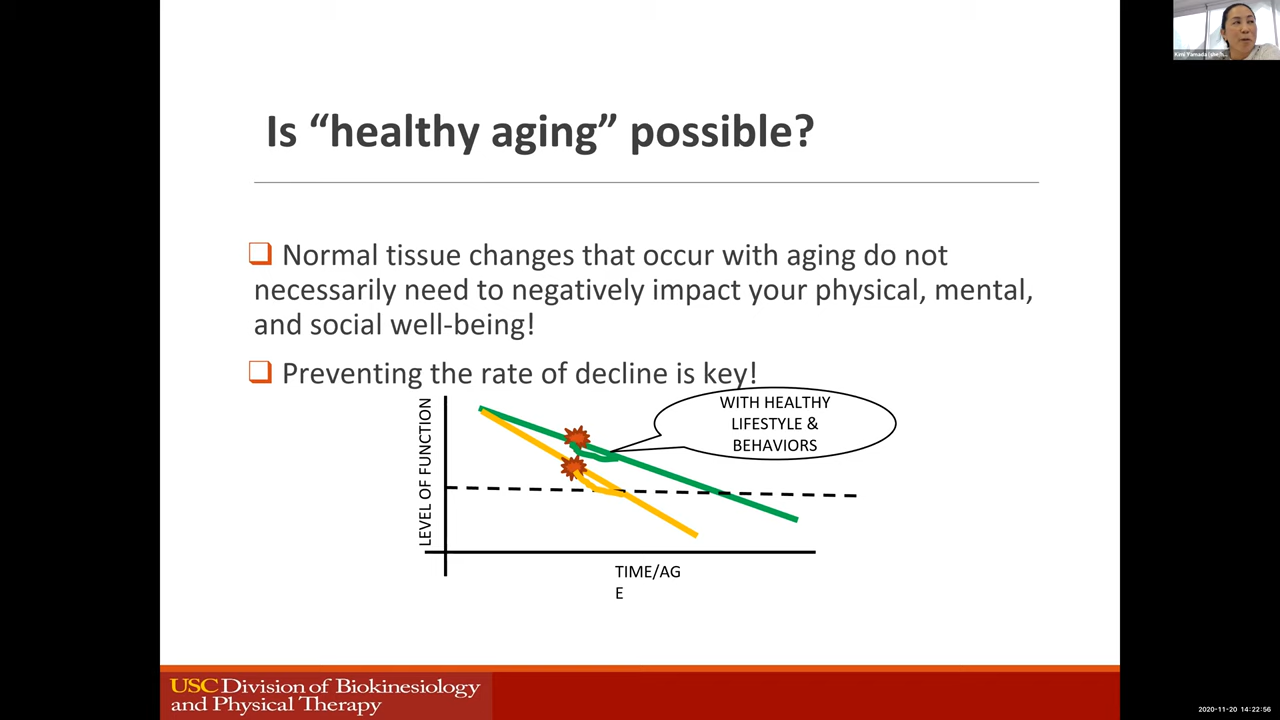 Is “healthy aging” possible?
❑ Normal tissue changes that occur with aging do not
necessarily need to negatively impact your physical, mental,
and social well-being!
❑ Preventing the rate of decline is key!
WITH HEALTHY
LIFESTYLE &
BEHAVIORS
LEVEL OF FUNCTION
TIME/AG
E
USC Division of Biokinesiology
and Physical Therapy
2020-11-20 14:22:56